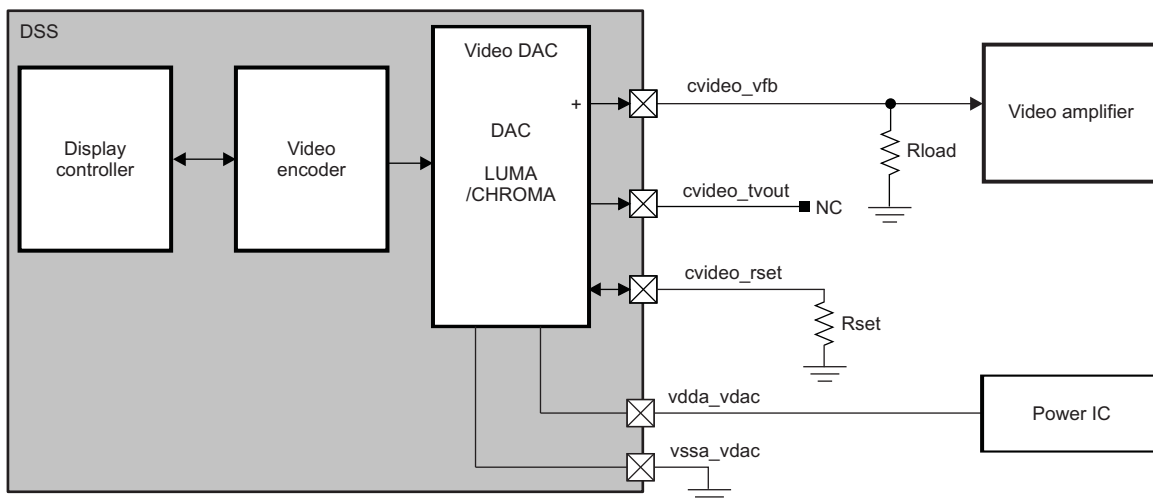 DSS
Display
controller
Video
encoder
Video DAC
+
DAC
LUMA
/CHROMA
cvideo_vfb
Rload
Video amplifier
cvideo_tvout
NC
cvideo_rset
Rset
vdda_vdac
Power IC
vssa_vdac